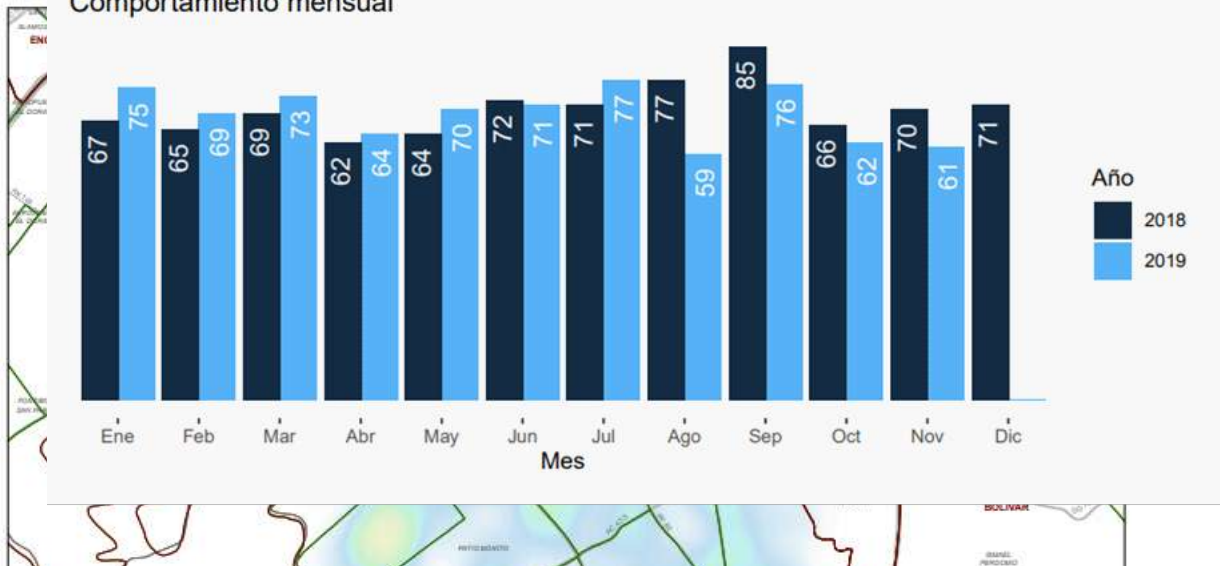 Comportamiento mensual
67 75 65 69 69 73 62 64 64 70 72 71 71 77 77 59 85 76 66 62 70 61 71
Ene Feb Mar Abr May Jun Jul Ago Sep Oct Nov Dic
Mes
Año
2018
2019
BOLIVAR